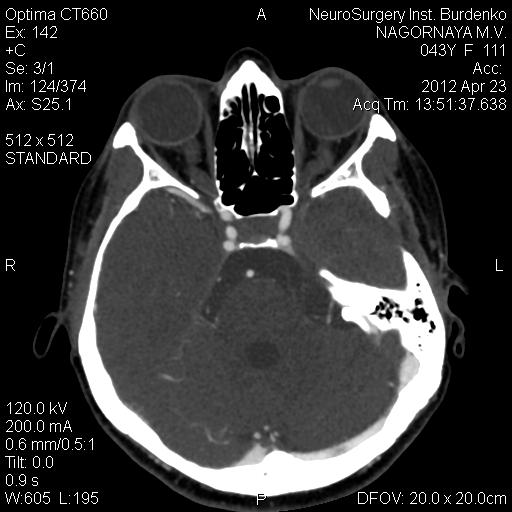 Optima CT660
Ex: 142
+C
Se: 3/1
Im: 124/374
Ax: S25.1
512 x 512
STANDARD
A
NeuroSurgery Inst. Burdenko
NAGORNAYA M.V.
043Y F 111
Acc:
2012 Apr 23
Acq Tm: 13:51:37.638
R
L
120.0 kV
200.0 mA
0.6 mm/0.5:1
Tilt: 0.0
0.9 s
W:605 L:195
P
DFOV: 20.0 x 20.0cm